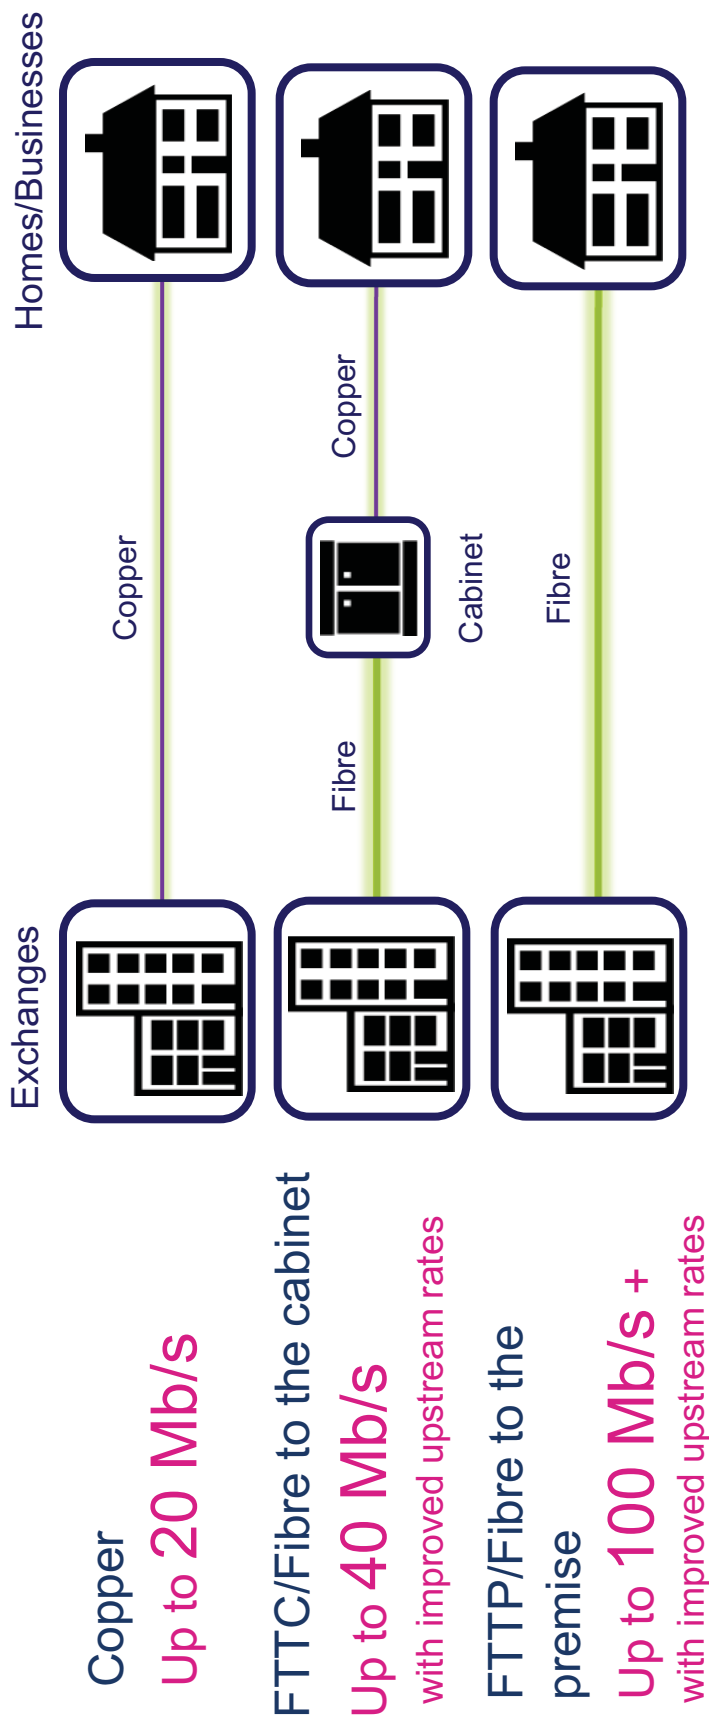 Exchanges
Homes/Businesses
Copper
Up to 20 Mb/s
Copper
FTTC/Fibre to the cabinet
Up to 40 Mb/s
with improved upstream rates
Fibre
Copper
Cabinet
FTTP/Fibre to the
premise
Up to 100 Mb/s +
with improved upstream rates
Fibre